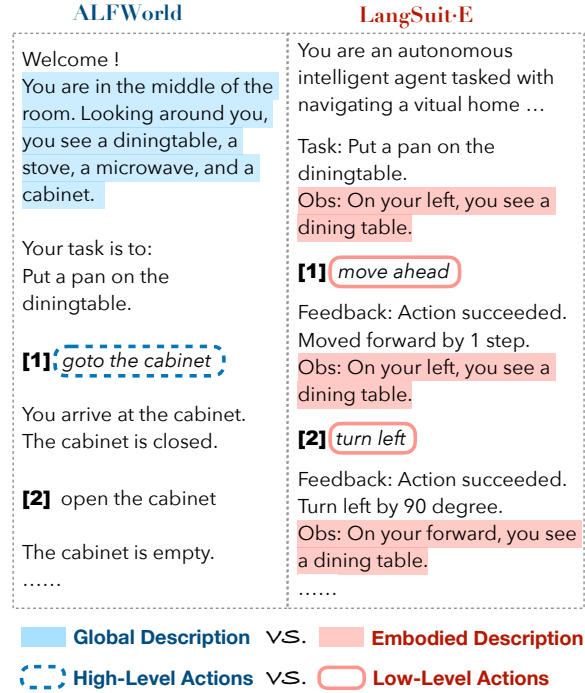 ALFWorld
Welcome !
You are in the middle of the
room. Looking around you,
you see a diningtable, a
stove, a microwave, and a
cabinet.
Your task is to:
Put a pan on the
diningtable.
[1] goto the cabinet
You arrive at the cabinet.
The cabinet is closed.
[2] open the cabinet
The cabinet is empty.
......
LangSuit·E
You are an autonomous
intelligent agent tasked with
navigating a vitual home ...
Task: Put a pan on the
diningtable.
Obs: On your left, you see a
dining table.
[1] move ahead
Feedback: Action succeeded.
Moved forward by 1 step.
Obs: On your left, you see a
dining table.
[2] turn left
Feedback: Action succeeded.
Turn left by 90 degree.
Obs: On your forward, you see
a dining table.
......
Global Description VS. Embodied Description
High-Level Actions VS. Low-Level Actions